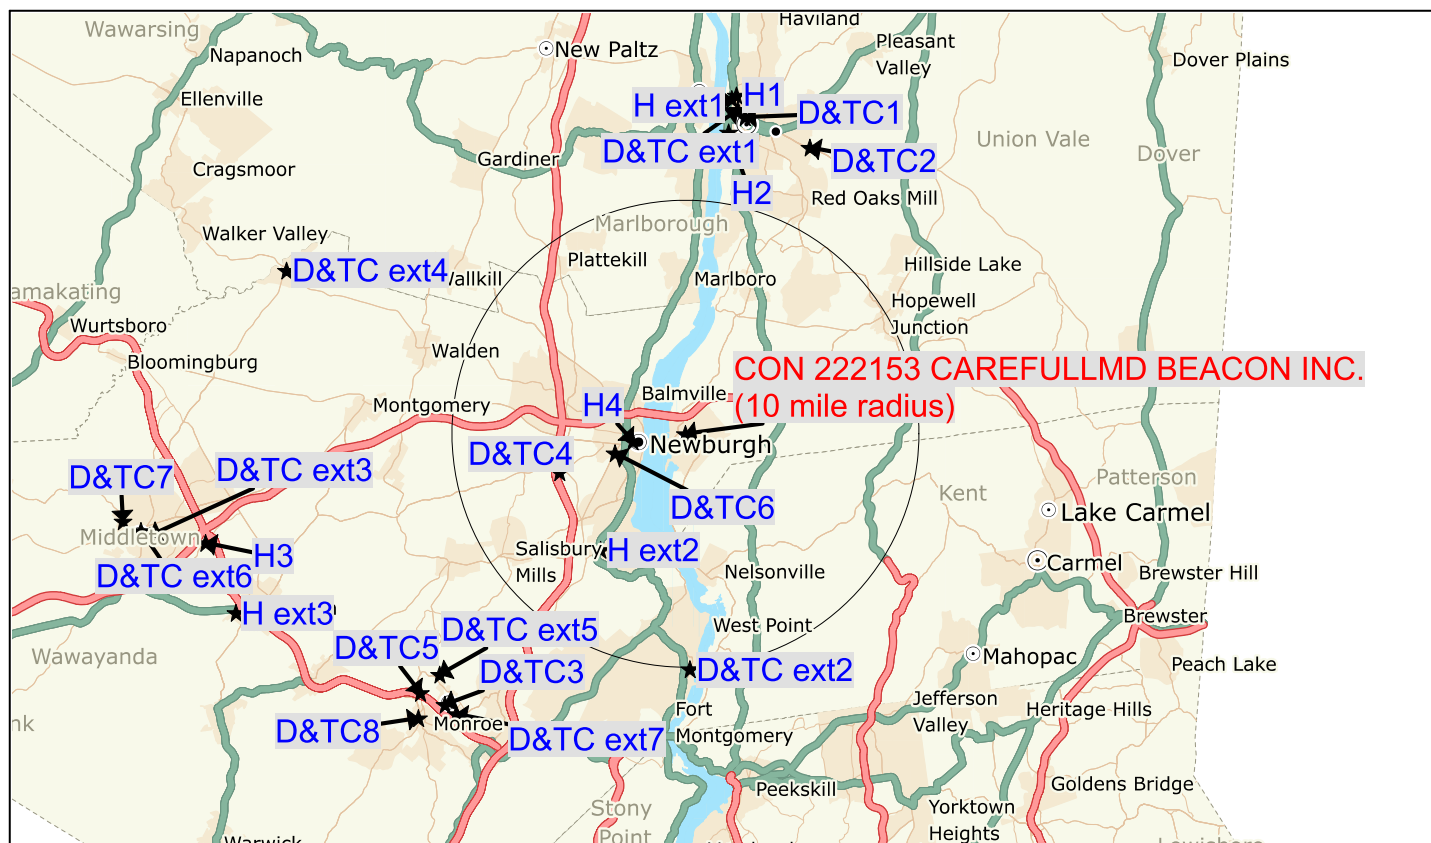 Haviland
Wawarsing
Napanoch
New Paltz
Pleasant
Valley
Dover Plains
Ellenville
H ext1
H1
D&TC1
Union Vale
Dover
Gardiner
D&TC ext1
D&TC2
Cragsmoor
H2
Red Oaks Mill
Marlborough
Walker Valley
Plattekill
D&TC ext4
Marlboro
Hillside Lake
Hopewell
Junction
Wurtsboro
Bloomingburg
Walden
CON 222153 CAREFULLMD BEACON INC.
(10 mile radius)
Balmville
Montgomery
H4
Newburgh
D&TC4
D&TC7
D&TC ext3
Patterson
Kent
D&TC6
Lake Carmel
Middletown
H3
Salisbury
Mills
H ext2
Carmel
D&TC ext6
Nelsonville
Brewster Hill
H ext3
Brewster
West Point
D&TC ext5
D&TC5
Wawayanda
Mahopac
Peach Lake
D&TC3
D&TC ext2
Jefferson
Valley
Heritage Hills
Fort
Montgomery
D&TC8
Monroe
D&TC ext7
Peekskill
Goldens Bridge
Stony
Point
Yorktown
Heights
Warwick